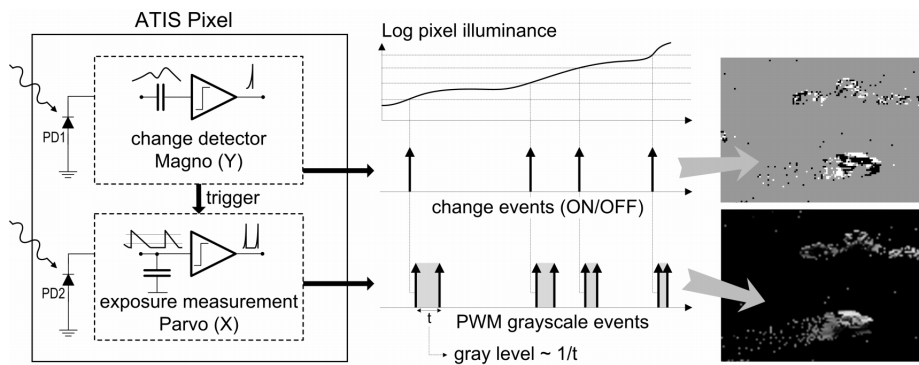 ATIS Pixel
PD1
change detector
Magno (Y)
trigger
PD2
exposure measurement
Parvo (X)
Log pixel illuminance
change events (ON/OFF)
t
PWM grayscale events
gray level ~ 1/t